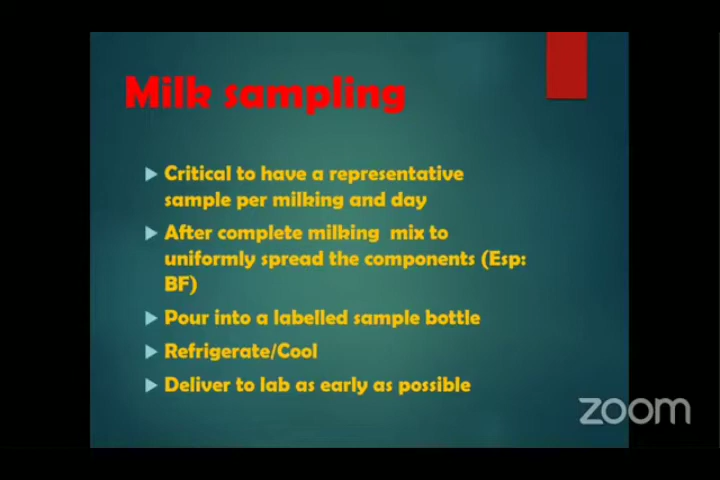 Milk sampling
Critical to have a representative
sample per milking and day
After complete milking mix to
uniformly spread the components (Esp:
BF)
Pour into a labelled sample bottle
Refrigerate/Cool
Deliver to lab as early as possible
zoom